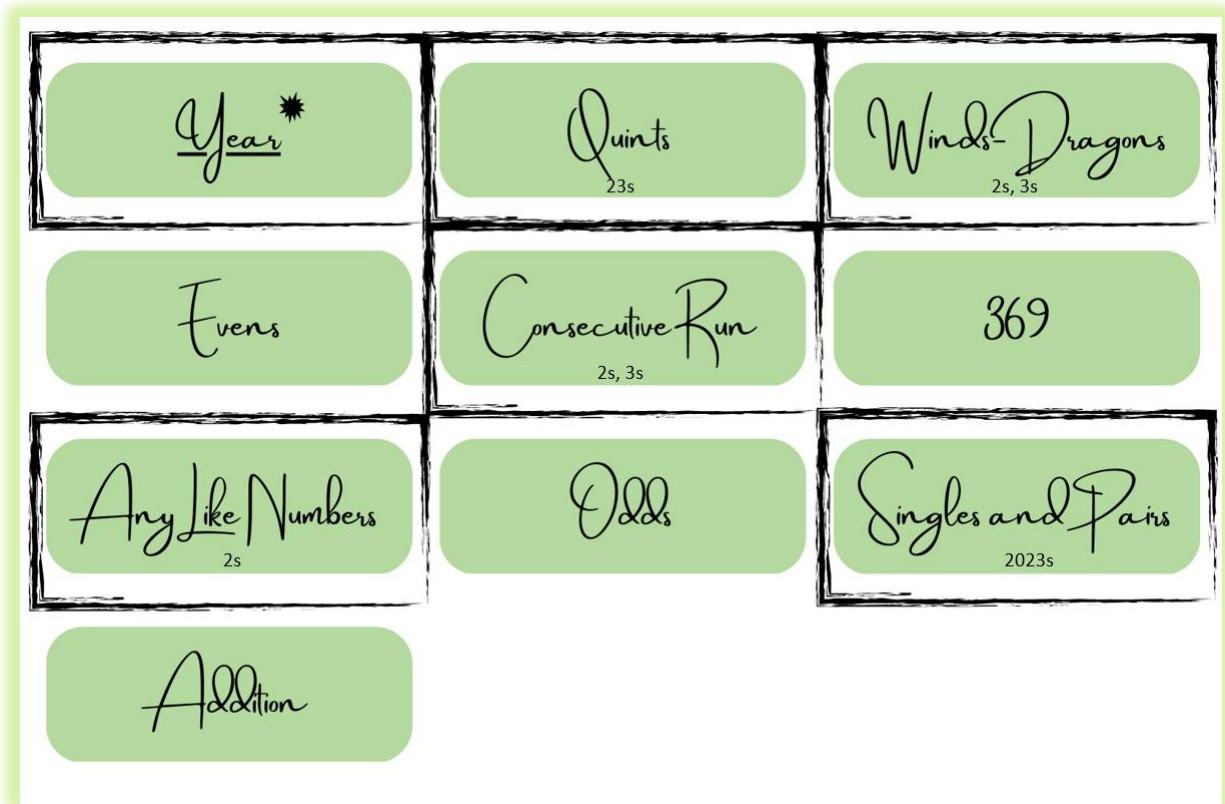 Year
Quints
23s
Winds-Dragons
2s, 3s
Evens
Consecutive Run
2s, 3s
369
Any Like Numbers
2s
Odds
Singles and Pairs
2023s
Addition